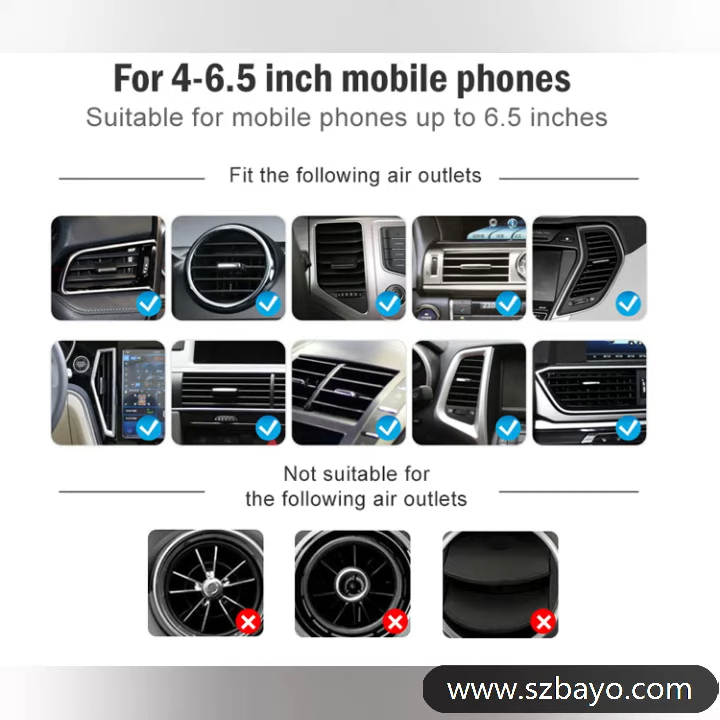 For 4-6.5 inch mobile phones
Suitable for mobile phones up to 6.5 inches
Fit the following air outlets
Not suitable for
the following air outlets
www.szbayo.com